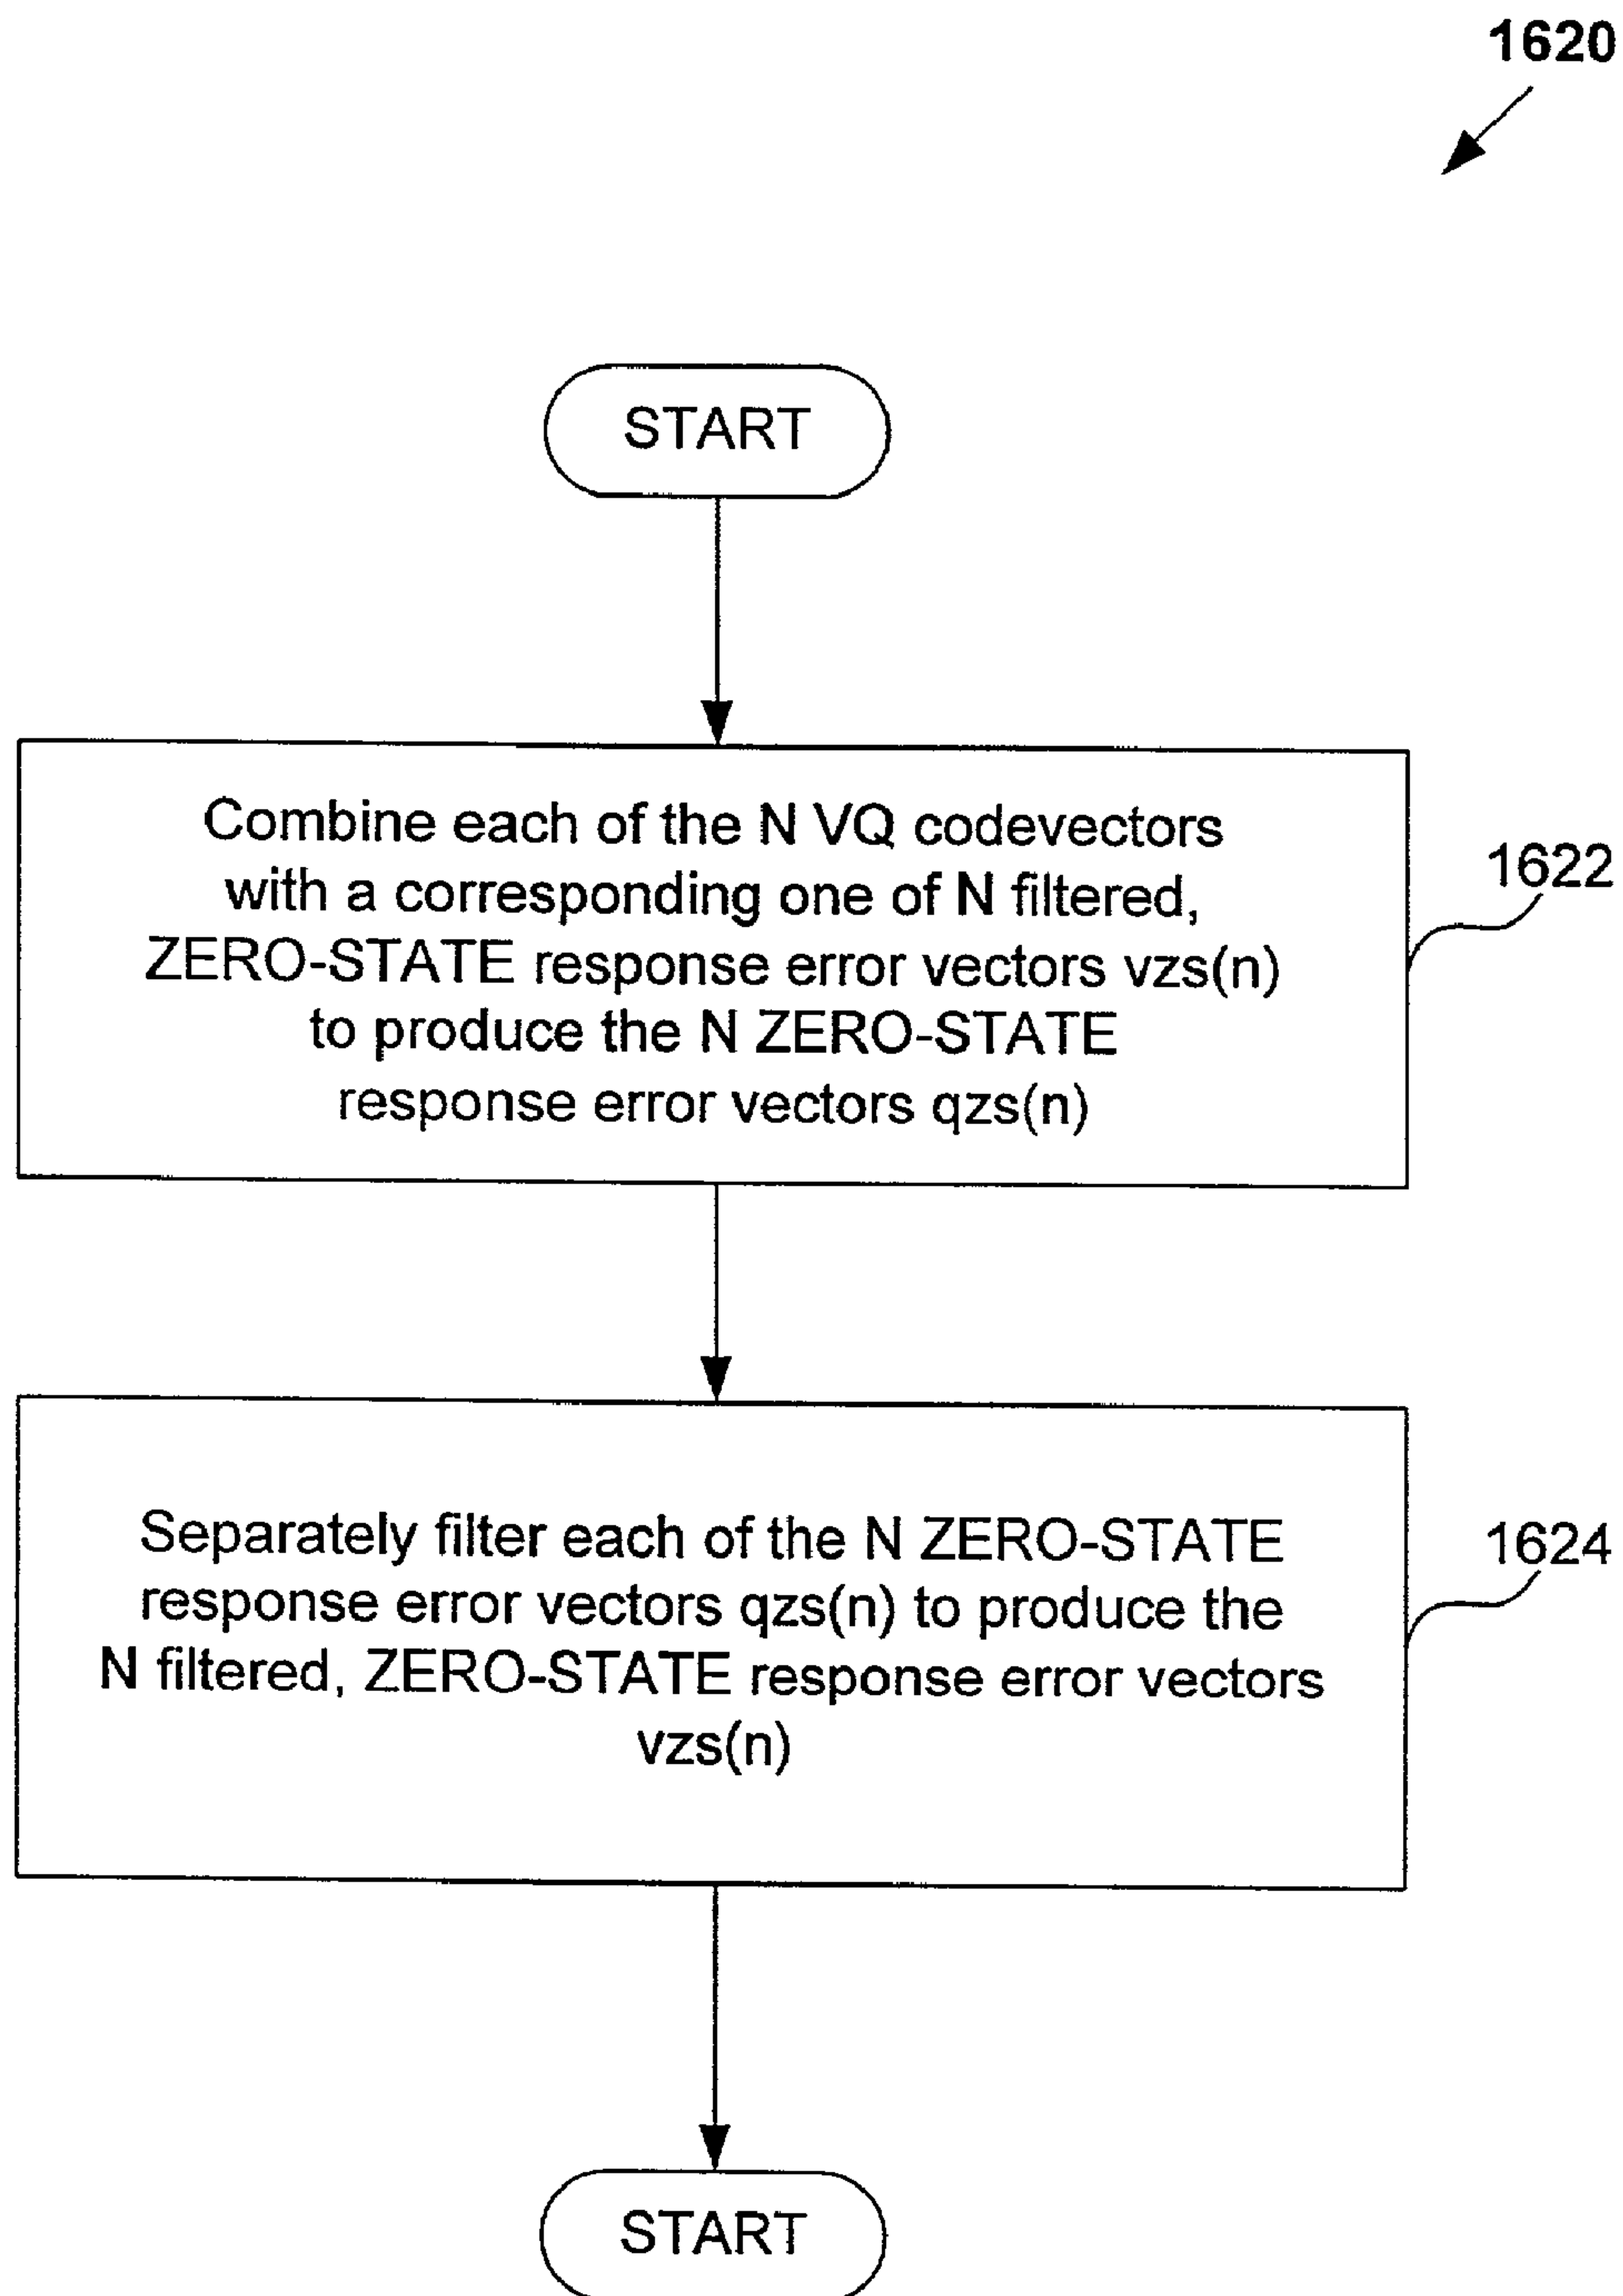 1620
START
Combine each of the N VQ codevectors
with a corresponding one of N filtered,
ZERO-STATE response error vectors vzs(n)
to produce the N ZERO-STATE
response error vectors qzs(n)
1622
Separately filter each of the N ZERO-STATE
response error vectors qzs(n) to produce the
N filtered, ZERO-STATE response error vectors
vzs(n)
1624
START